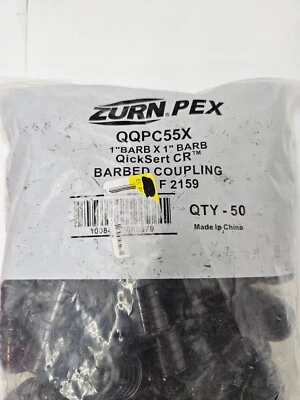 ZURN PEX
QQPC55X
1" BARB X 1" BARB
QickSert CR™
BARBED COUPLING
F 2159
QTY - 50
Made in China